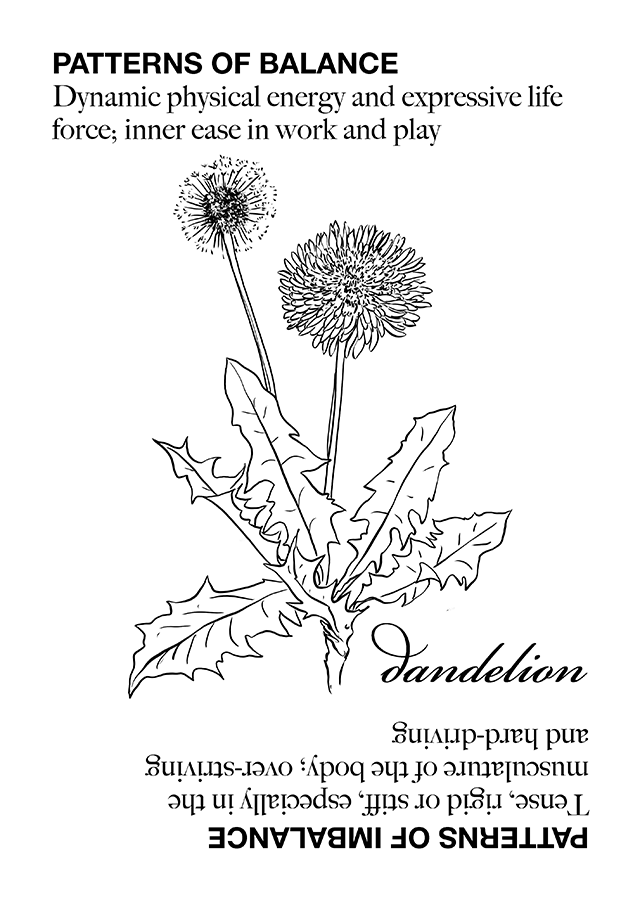 PATTERNS OF BALANCE
Dynamic physical energy and expressive life
force; inner ease in work and play
dandelion
PATTERNS OF IMBALANCE
Tense, rigid or stiff, especially in the
musculature of the body; over-striving
and hard-driving